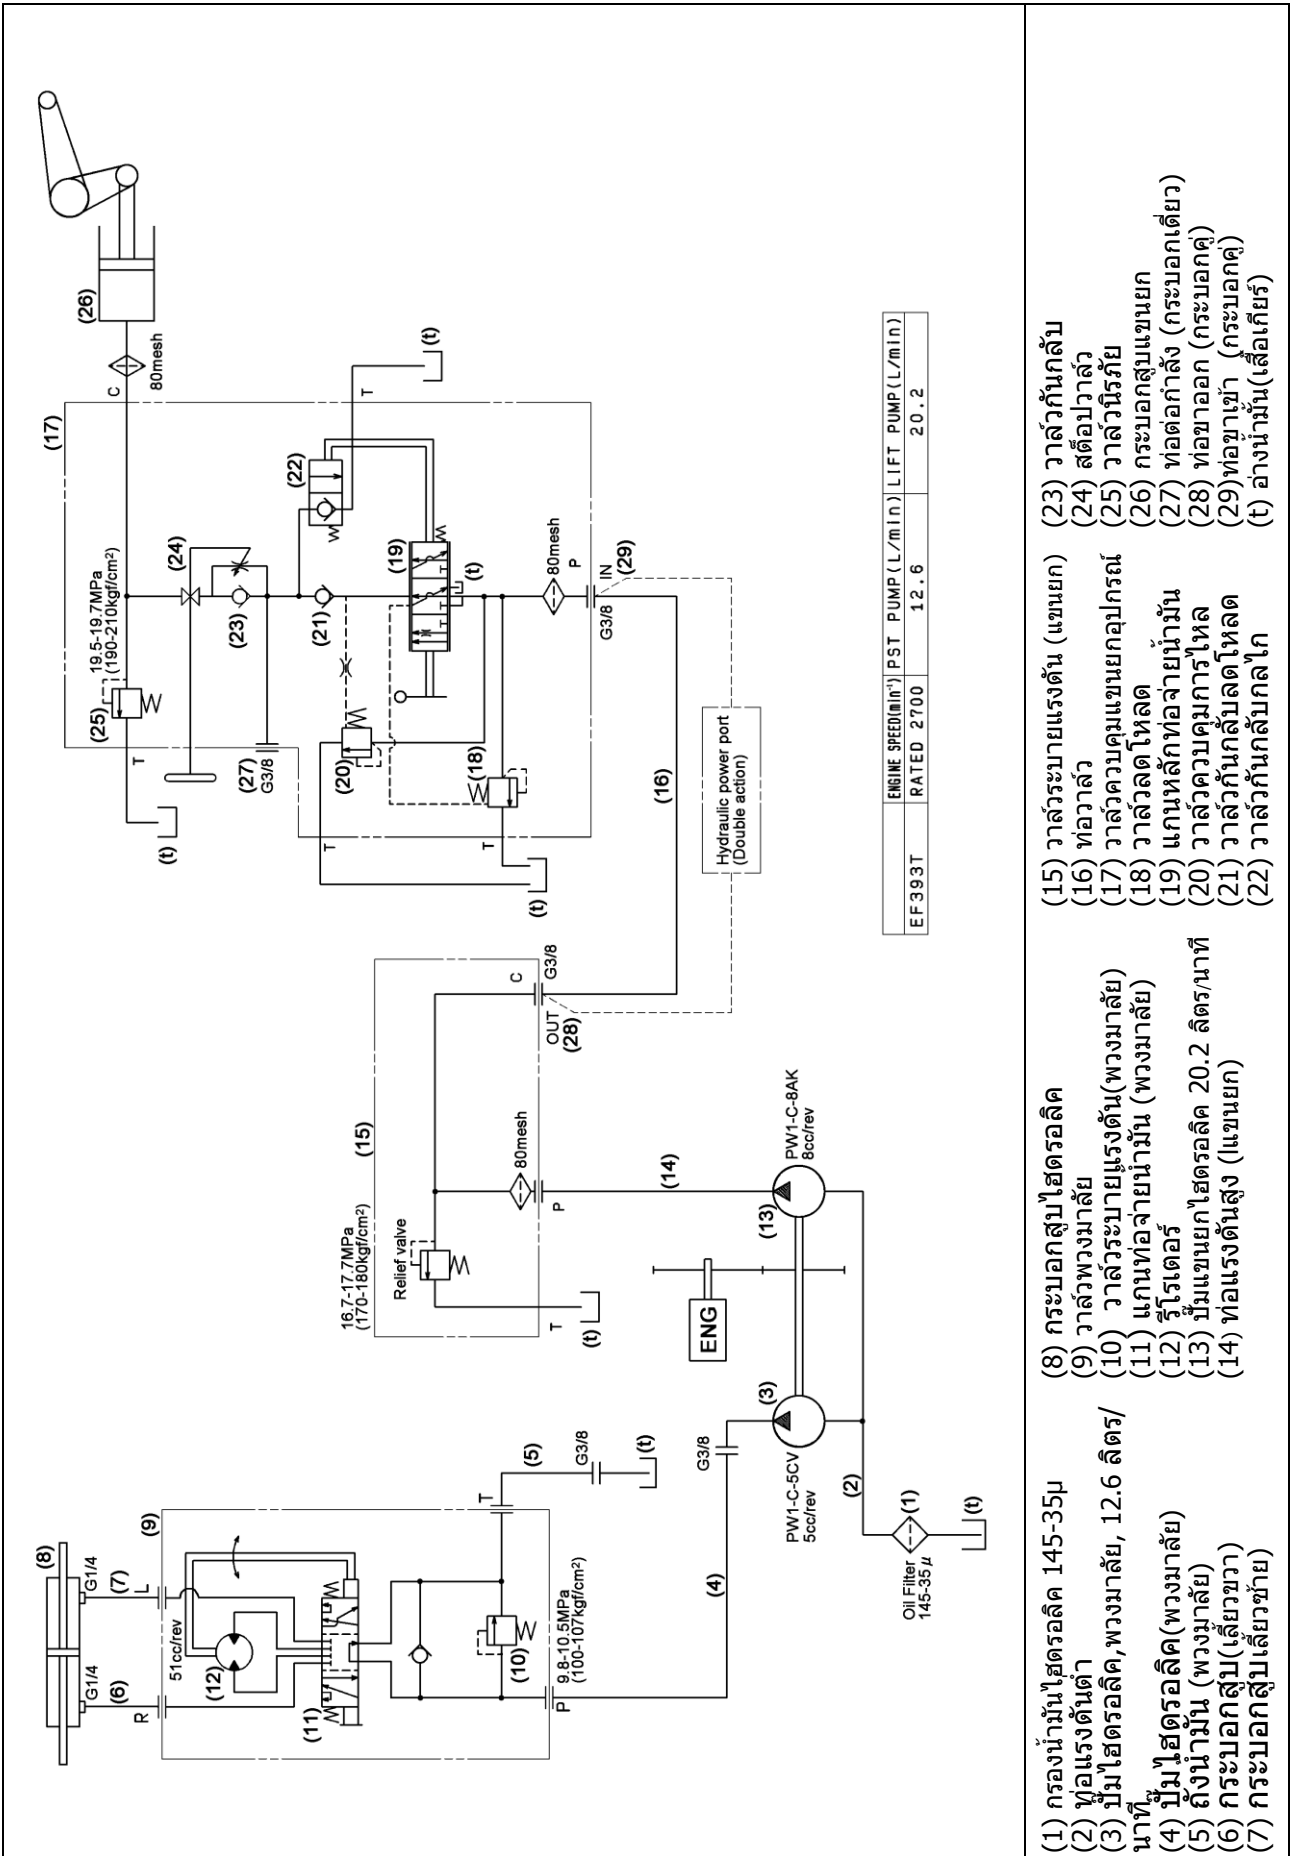 (8)
G1/4
G1/4
(6)
(7)
R
L
(9)
51cc/rev
(12)
(11)
(10)
T
P
9.8-10.5MPa
(100-107kgf/cm²)
(5)
G3/8
(t)
(4)
G3/8
(3)
PW1-C-5CV
5cc/rev
(2)
Oil Filter
145-35μ
(1)
(t)
ENG
(13)
PW1-C-8AK
8cc/rev
(14)
16.7-17.7MPa
(170-180kgf/cm²)
Relief valve
(15)
T
(t)
80mesh
P
C
G3/8
OUT
(28)
(16)
Hydraulic power port
(Double action)
(17)
19.5-19.7MPa
(190-210kgf/cm²)
(25)
T
(t)
(24)
(23)
(27)
G3/8
(21)
(22)
(20)
(19)
(18)
T
T
T
T
(t)
(t)
T
(t)
T
80mesh
P
G3/8
IN
(29)
C
80mesh
(26)
ENGINE SPEED(min⁻¹) PST PUMP(L/min) LIFT PUMP(L/min)
EF393T RATED 2700 12.6 20.2
(1) กรองน้ำมันไฮดรอลิค 145-35μ
(2) ท่อแรงดันต่ำ
(3) ปั๊มไฮดรอลิค,พวงมาลัย, 12.6 ลิตร/
นาที
(4) ปั๊มไฮดรอลิค(พวงมาลัย)
(5) ถังน้ำมัน (พวงมาลัย)
(6) กระบอกสูบ(เลี้ยวขวา)
(7) กระบอกสูบเลี้ยวซ้าย)
(8) กระบอกสูบไฮดรอลิค
(9) วาล์วพวงมาลัย
(10) วาล์วระบายแรงดัน(พวงมาลัย)
(11) แกนท่อจ่ายน้ำมัน (พวงมาลัย)
(12) รีโรเตอร์
(13) ปั๊มแขนยกไฮดรอลิค 20.2 ลิตร/นาที
(14) ท่อแรงดันสูง (แขนยก)
(15) วาล์วระบายแรงดัน (แขนยก)
(16) ท่อวาล์ว
(17) วาล์วควบคุมแขนยกอุปกรณ์
(18) วาล์วลดโหลด
(19) แกนหลักท่อจ่ายน้ำมัน
(20) วาล์วควบคุมการไหล
(21) วาล์วกันกลับลดโหลด
(22) วาล์วกันกลับกลไก
(23) วาล์วกันกลับ
(24) สต๊อปวาล์ว
(25) วาล์วนิรภัย
(26) กระบอกสูบแขนยก
(27) ท่อต่อกำลัง (กระบอกเดี่ยว)
(28) ท่อขาออก (กระบอกคู่)
(29)ท่อขาเข้า (กระบอกคู่)
(t) อ่างน้ำมัน(เสื้อเกียร์)